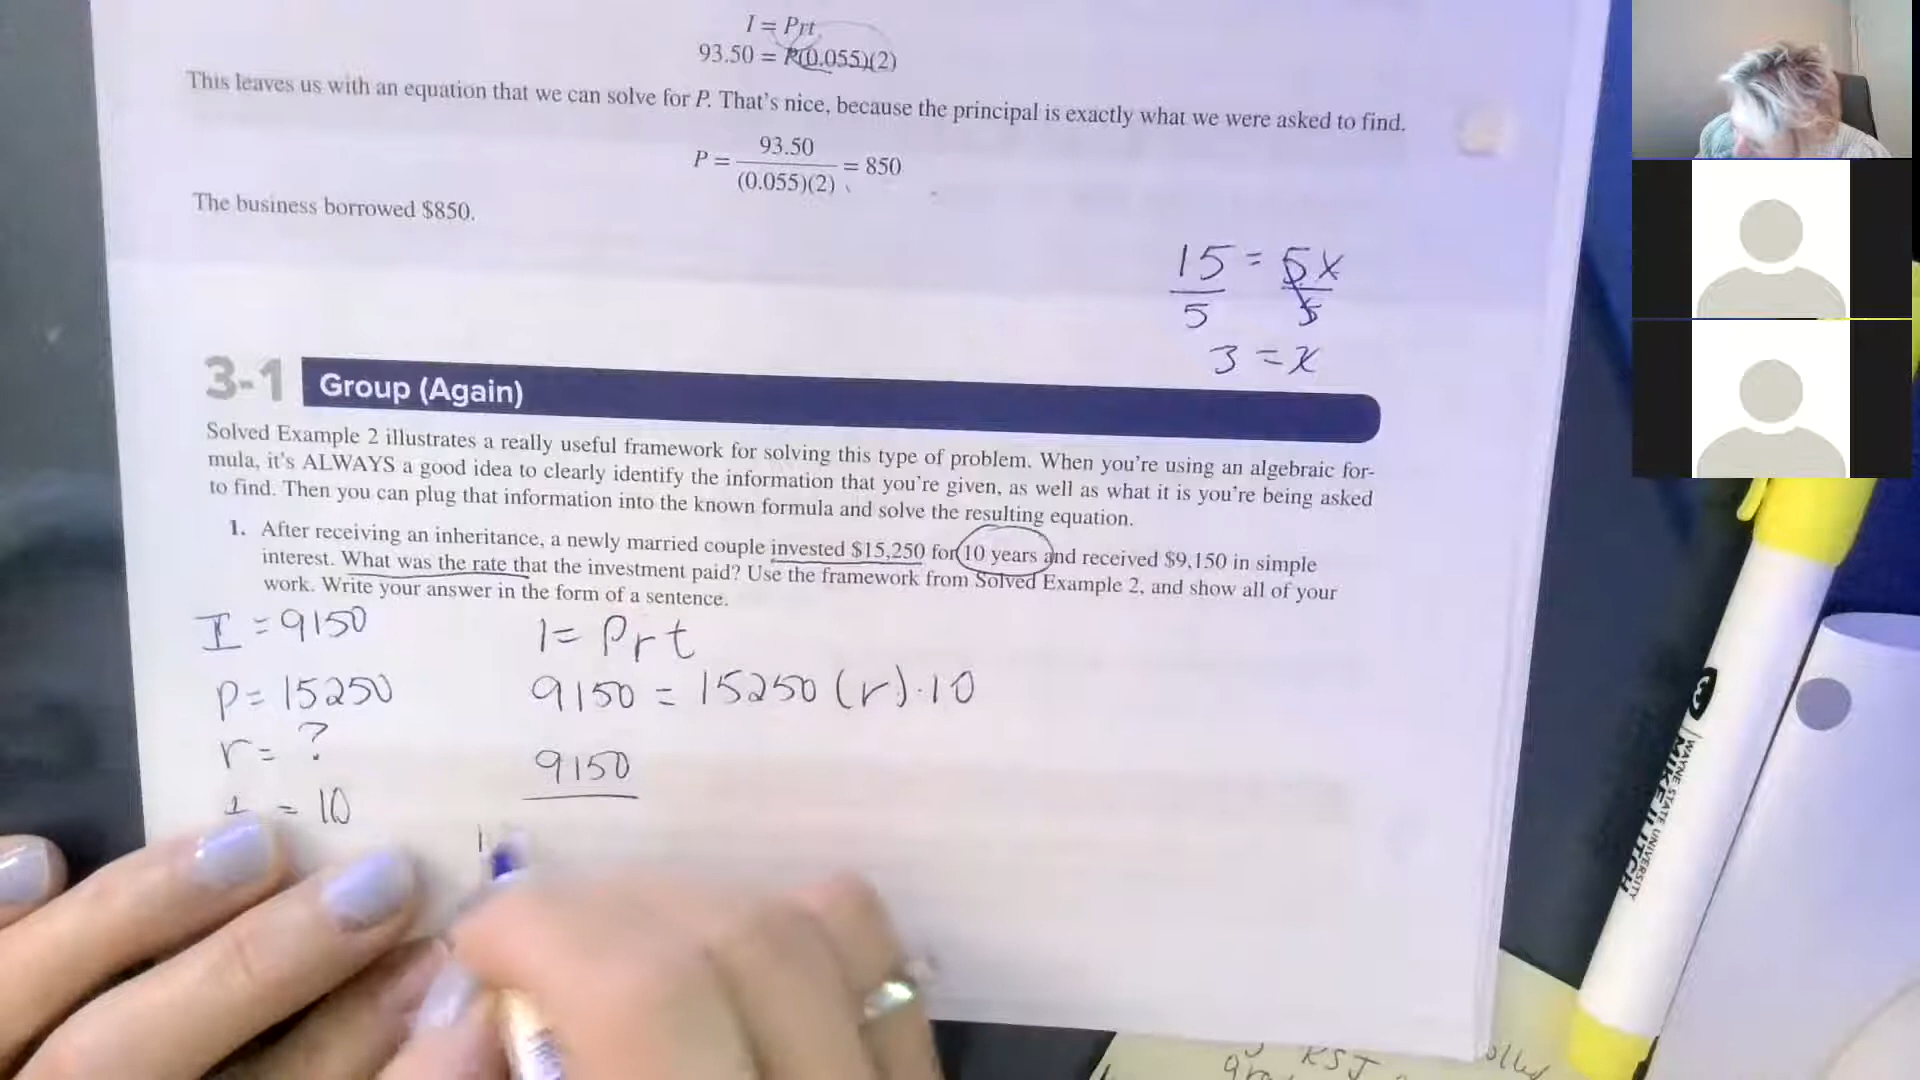 I = Prt
93.50 = P(0.055)(2)
This leaves us with an equation that we can solve for P. That's nice, because the principal is exactly what we were asked to find.
P = 93.50 / (0.055)(2) = 850
The business borrowed $850.
15 = 5x
5 5
3 = x
3-1 Group (Again)
Solved Example 2 illustrates a really useful framework for solving this type of problem. When you're using an algebraic for-
mula, it's ALWAYS a good idea to clearly identify the information that you're given, as well as what it is you're being asked
to find. Then you can plug that information into the known formula and solve the resulting equation.
1. After receiving an inheritance, a newly married couple invested $15,250 for 10 years and received $9,150 in simple
interest. What was the rate that the investment paid? Use the framework from Solved Example 2, and show all of your
work. Write your answer in the form of a sentence.
I = 9150
P = 15250
r = ?
= 10
I = Prt
9150 = 15250 (r) · 10
9150
W
WAYNE STATE UNIVERSITY
MIKE ILITCH
KSJ